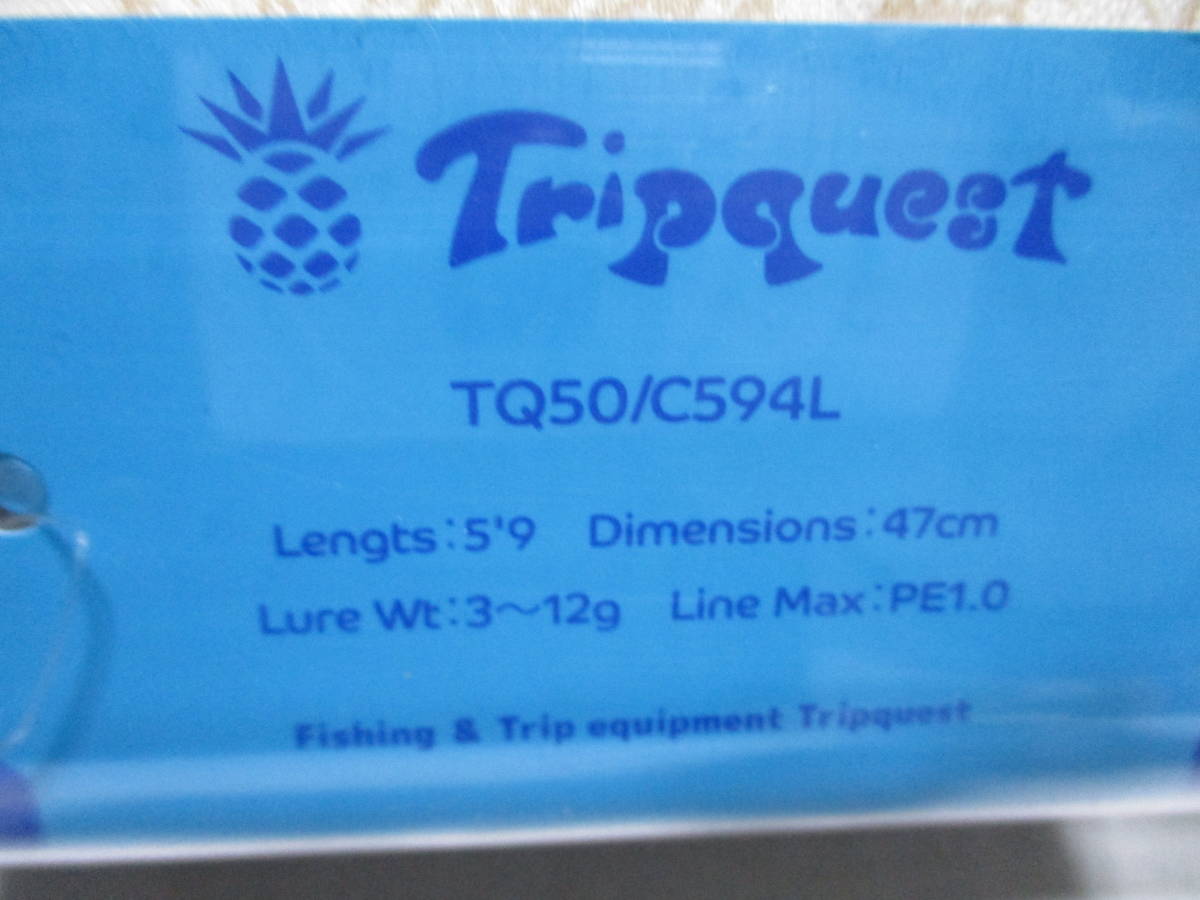 Tripquest
TQ50/C594L
Lengts:5'9 Dimensions:47cm
Lure Wt:3～12g Line Max:PE1.0
Fishing & Trip equipment Tripquest